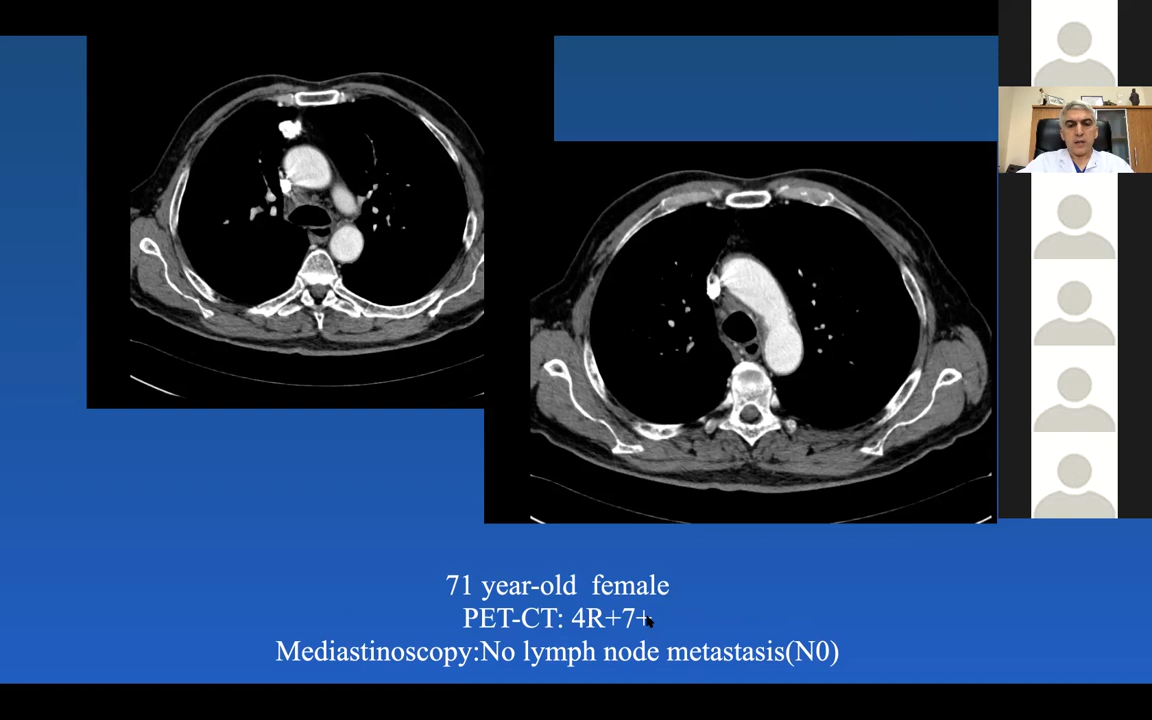 71 year-old female
PET-CT: 4R+7+
Mediastinoscopy:No lymph node metastasis(N0)